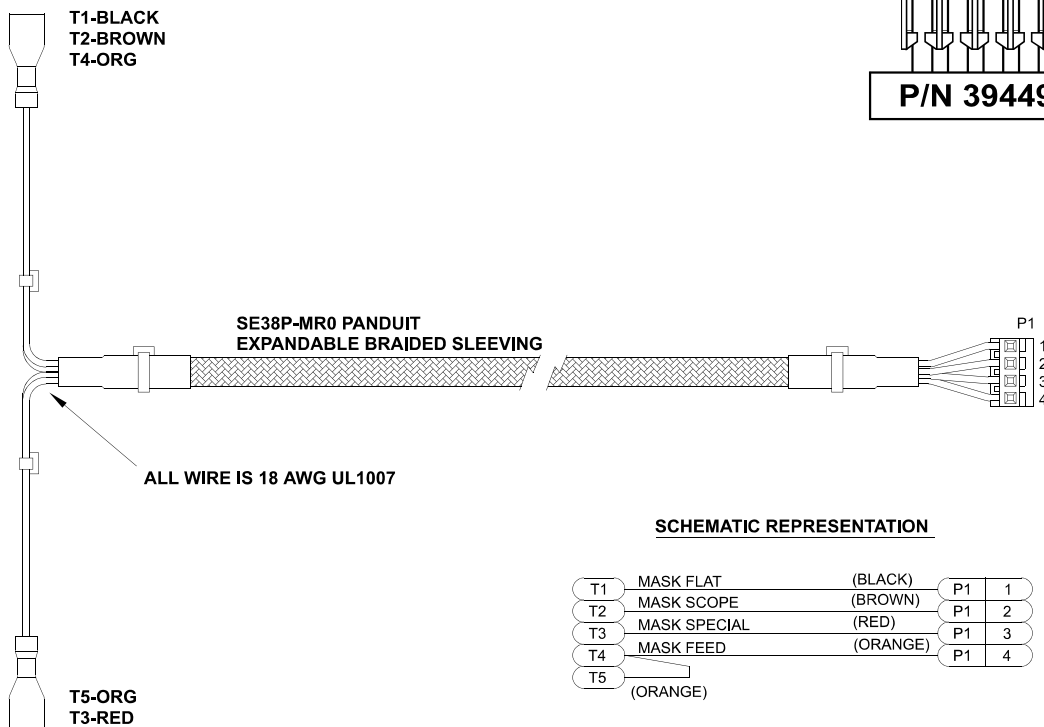 T1-BLACK
T2-BROWN
T4-ORG
P/N 39449
SE38P-MR0 PANDUIT
EXPANDABLE BRAIDED SLEEVING
P1
1
2
3
4
ALL WIRE IS 18 AWG UL1007
SCHEMATIC REPRESENTATION
T1 MASK FLAT (BLACK) P1 1
T2 MASK SCOPE (BROWN) P1 2
T3 MASK SPECIAL (RED) P1 3
T4 MASK FEED (ORANGE) P1 4
T5
(ORANGE)
T5-ORG
T3-RED